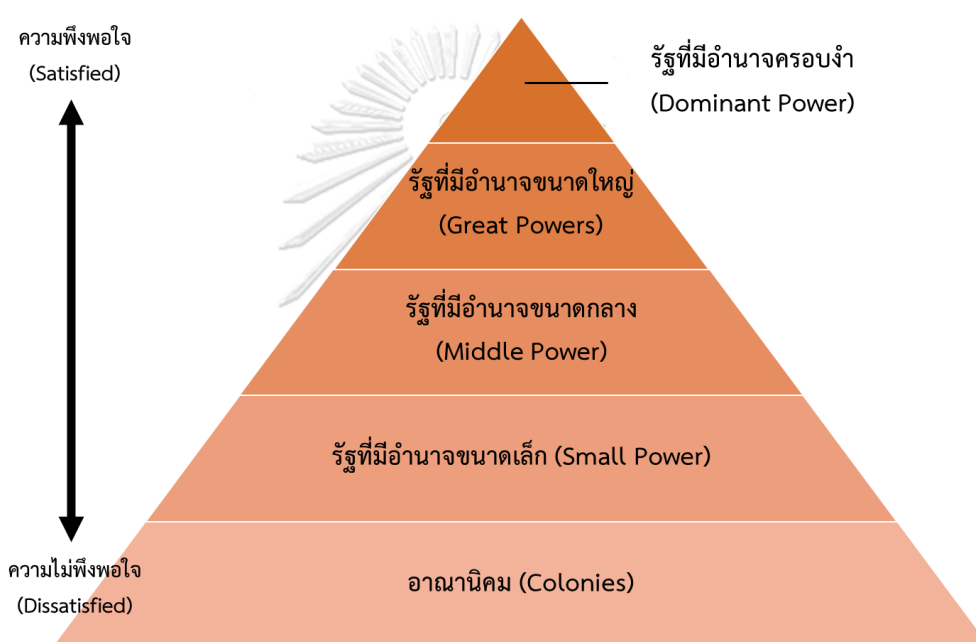 ความพึงพอใจ
(Satisfied)
รัฐที่มีอำนาจครอบงำ
(Dominant Power)
รัฐที่มีอำนาจขนาดใหญ่
(Great Powers)
รัฐที่มีอำนาจขนาดกลาง
(Middle Power)
รัฐที่มีอำนาจขนาดเล็ก (Small Power)
ความไม่พึงพอใจ
(Dissatisfied)
อาณานิคม (Colonies)